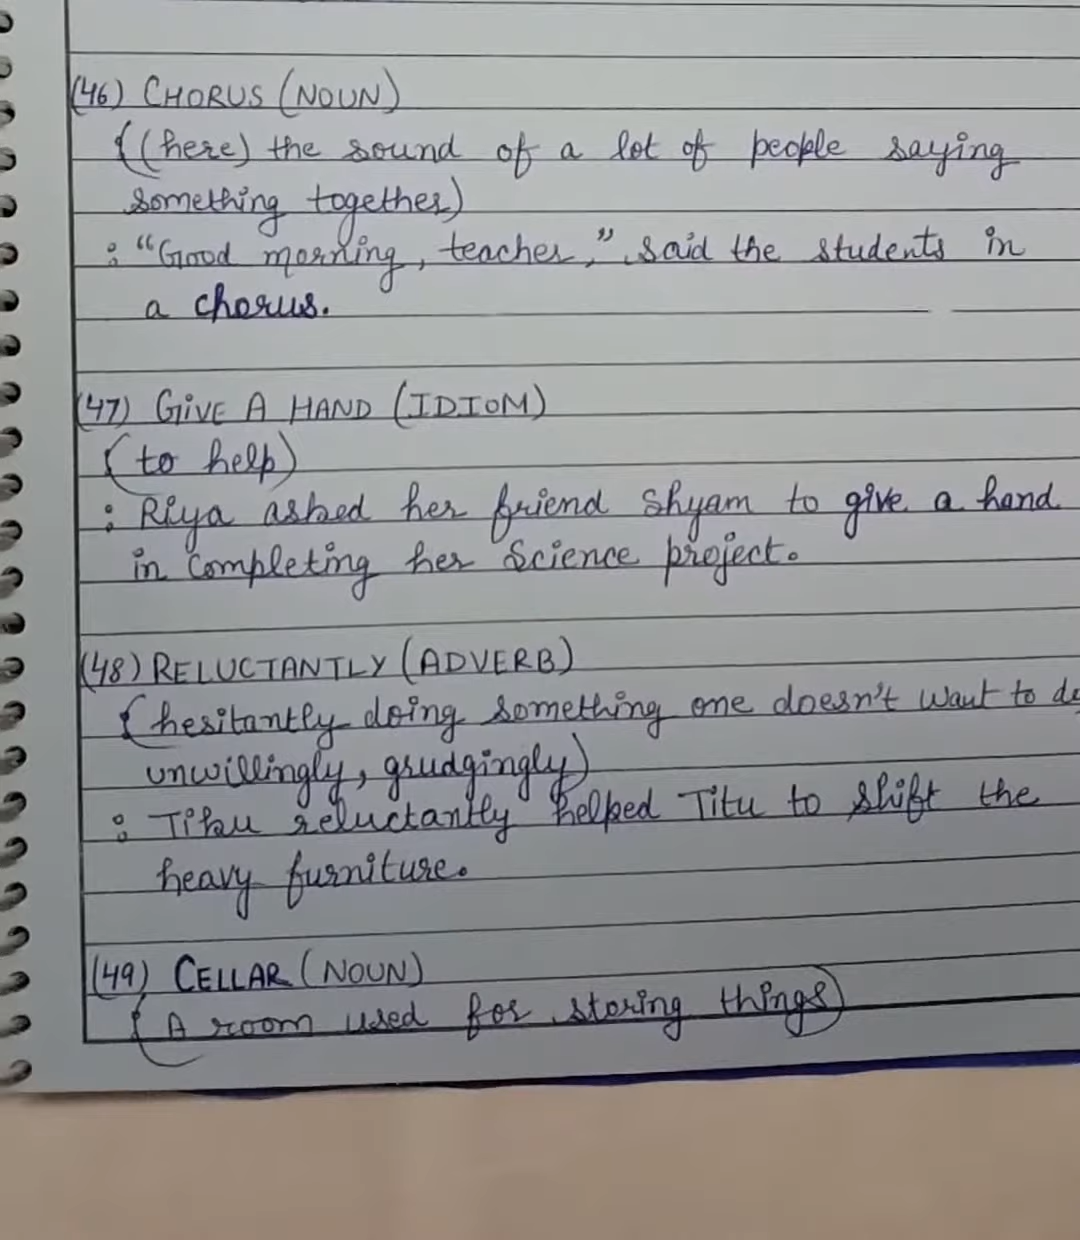 (46) CHORUS (NOUN)
((here) the sound of a lot of people saying
something together)
: "Good morning, teacher," said the students in
a chorus.
(47) GIVE A HAND (IDIOM)
(to help)
: Riya asked her friend Shyam to give a hand
in completing her Science project.
(48) RELUCTANTLY (ADVERB)
(hesitantly doing something one doesn't want to do,
unwillingly, grudgingly)
: Tiku reluctantly helped Titu to shift the
heavy furniture.
(49) CELLAR (NOUN)
(A room used for storing things)